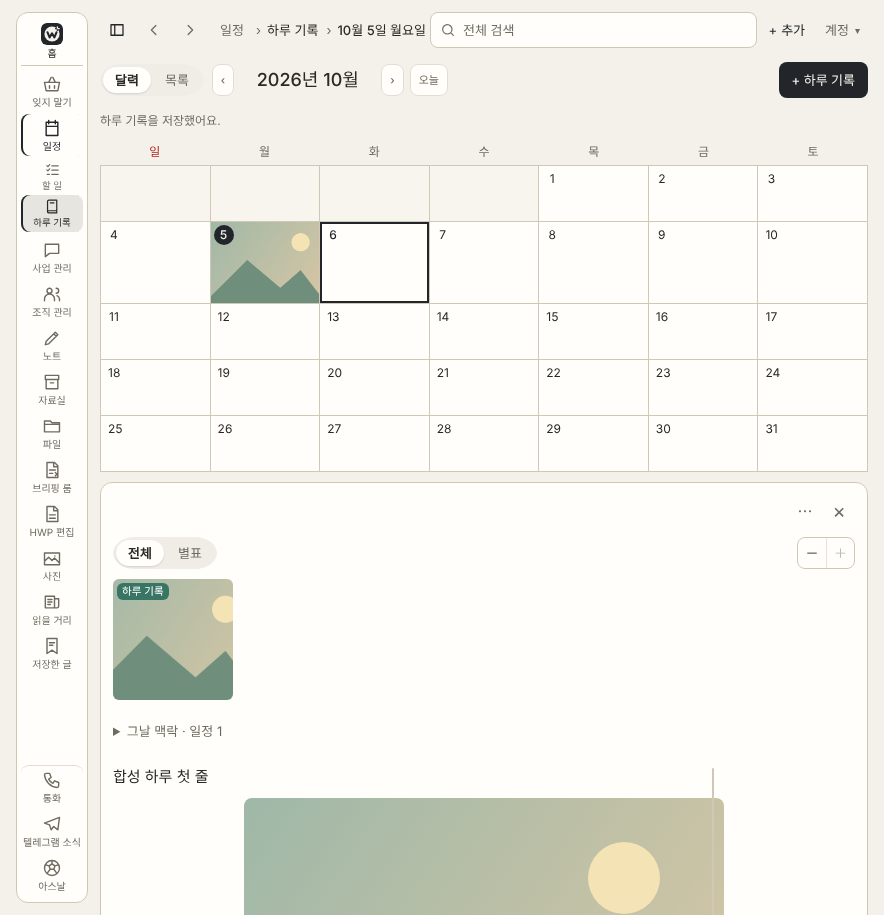 홈
잊지 말기
일정
할 일
하루 기록
사업 관리
조직 관리
노트
자료실
파일
브리핑 룸
HWP 편집
사진
읽을 거리
저장한 글
통화
텔레그램 소식
아스날
일정 › 하루 기록 › 10월 5일 월요일
전체 검색
+ 추가
계정 ▾
달력 목록
‹ 2026년 10월 › 오늘
+ 하루 기록
하루 기록을 저장했어요.
일 월 화 수 목 금 토
1 2 3
4 5 6 7 8 9 10
11 12 13 14 15 16 17
18 19 20 21 22 23 24
25 26 27 28 29 30 31
전체 별표
하루 기록
▶ 그날 맥락 · 일정 1
합성 하루 첫 줄